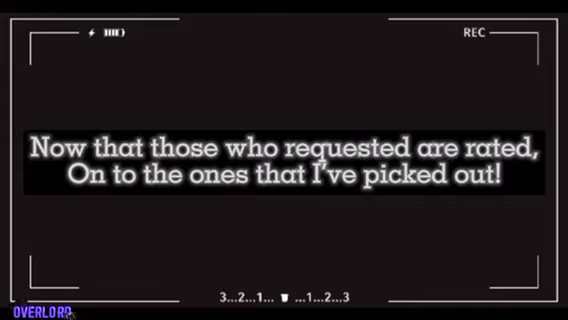 REC
Now that those who requested are rated,
On to the ones that I've picked out!
3...2...1... ...1...2...3
OVERLORD